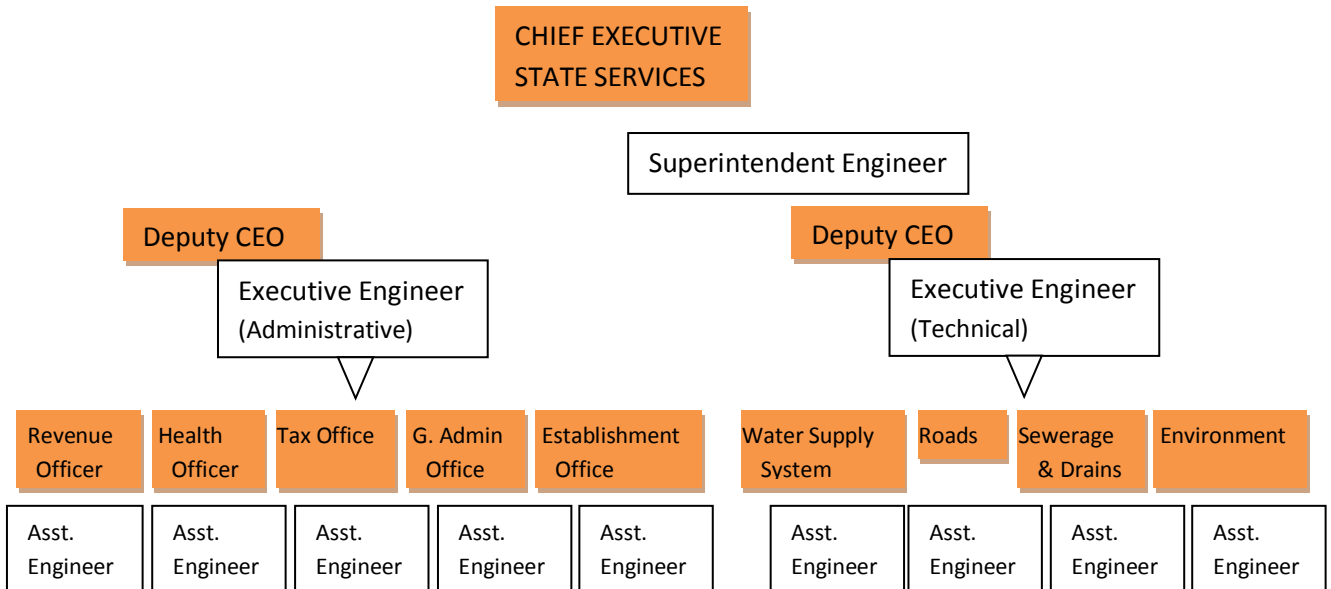 CHIEF EXECUTIVE
STATE SERVICES
Superintendent Engineer
Deputy CEO
Executive Engineer
(Administrative)
Deputy CEO
Executive Engineer
(Technical)
Revenue
Officer
Health
Officer
Tax Office
G. Admin
Office
Establishment
Office
Water Supply
System
Roads
Sewerage
& Drains
Environment
Asst.
Engineer
Asst.
Engineer
Asst.
Engineer
Asst.
Engineer
Asst.
Engineer
Asst.
Engineer
Asst.
Engineer
Asst.
Engineer
Asst.
Engineer